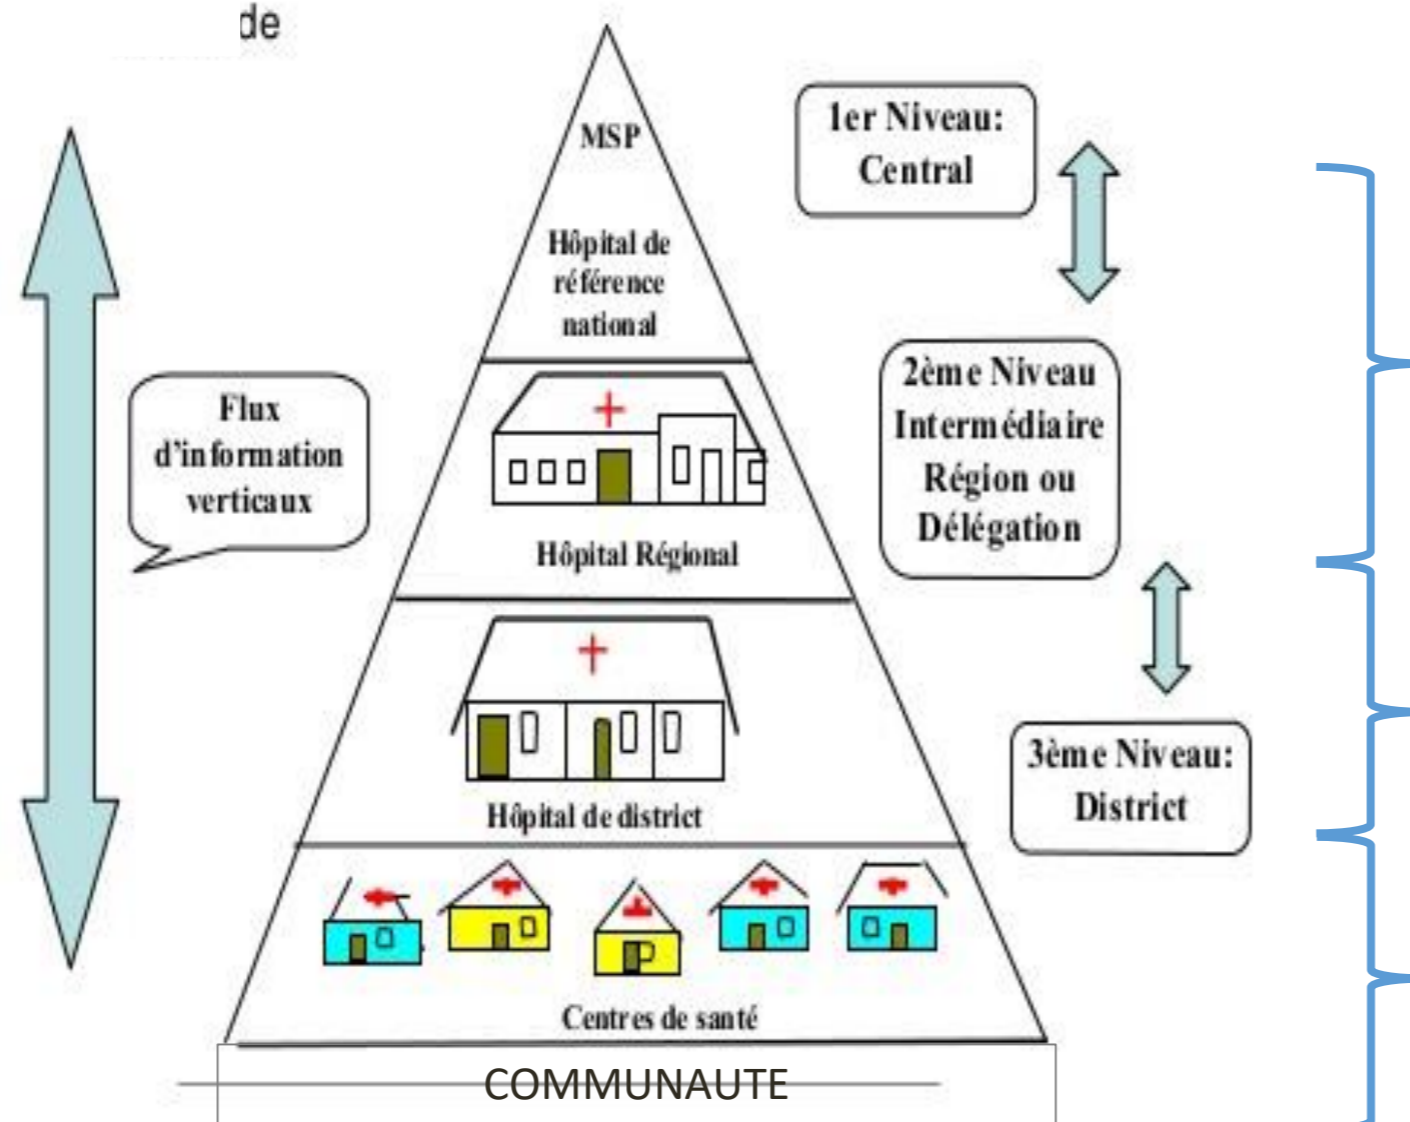 de
MSP
Hôpital de
référence
national
1er Niveau:
Central
Flux
d'information
verticaux
2ème Niveau
Intermédiaire
Région ou
Délégation
Hôpital Régional
3ème Niveau:
District
Hôpital de district
Centres de santé
COMMUNAUTE